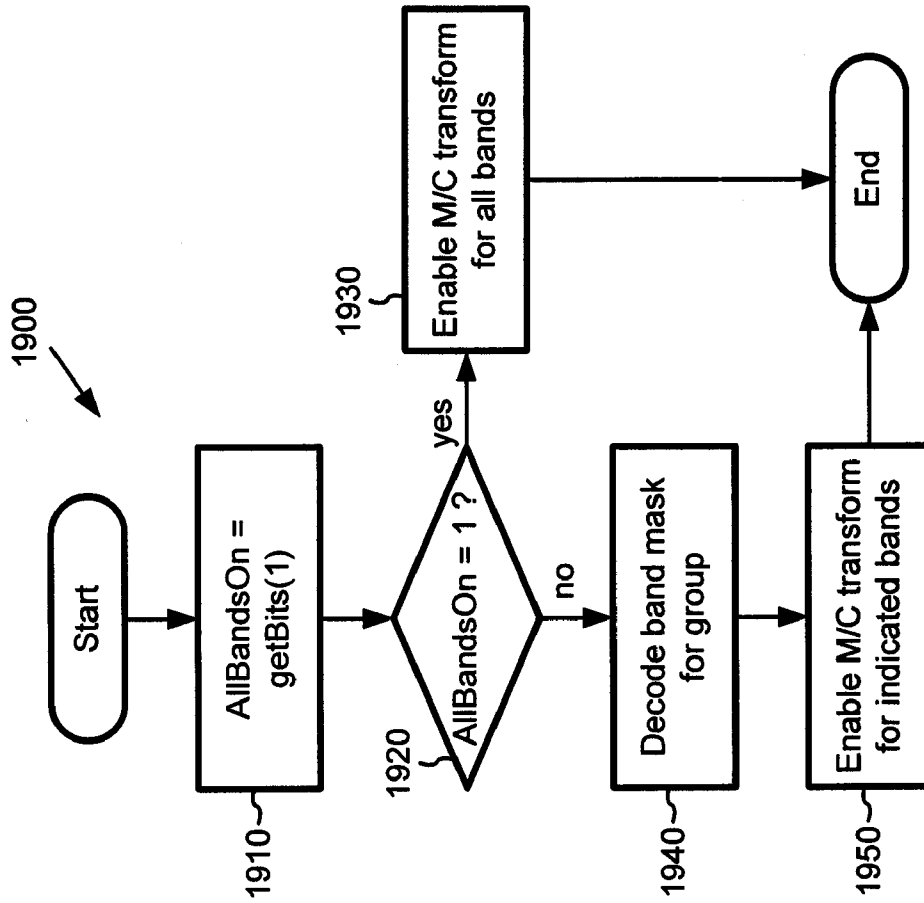 1900
Start
1910
AllBandsOn =
getBits(1)
1920
AllBandsOn = 1 ?
yes
no
1930
Enable M/C transform
for all bands
1940
Decode band mask
for group
1950
Enable M/C transform
for indicated bands
End